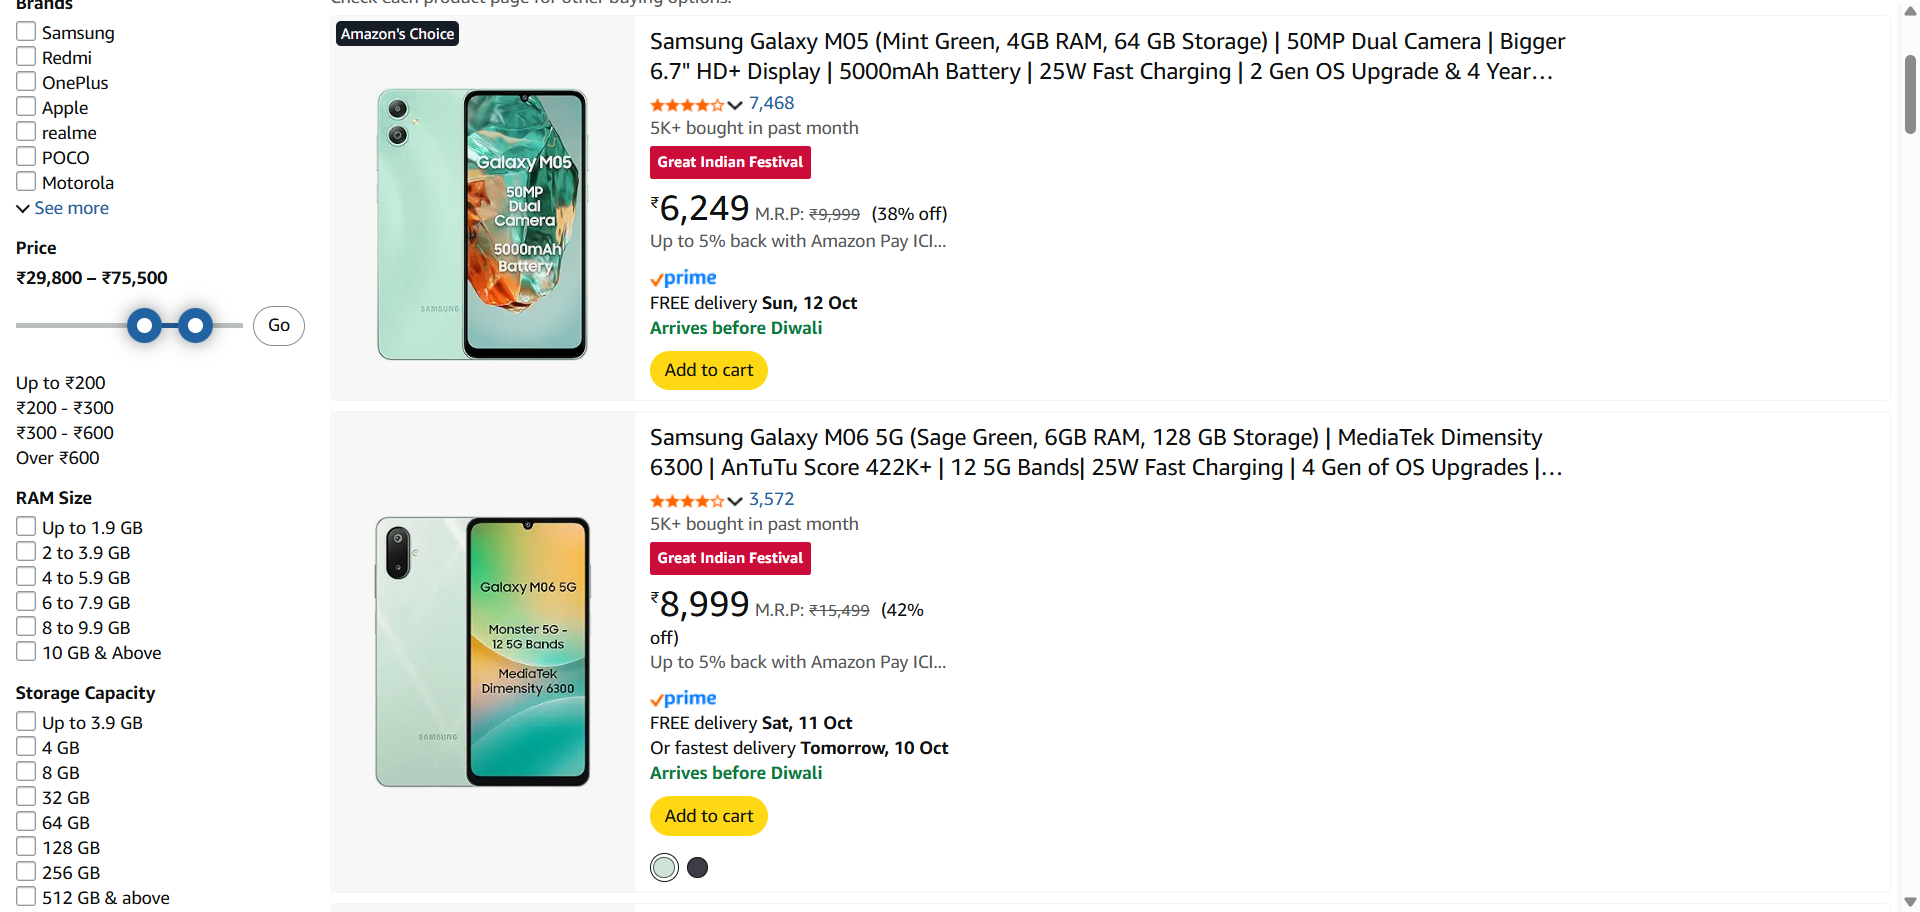 Brands
Samsung
Redmi
OnePlus
Apple
realme
POCO
Motorola
See more
Price
₹29,800 – ₹75,500
Go
Up to ₹200
₹200 - ₹300
₹300 - ₹600
Over ₹600
RAM Size
Up to 1.9 GB
2 to 3.9 GB
4 to 5.9 GB
6 to 7.9 GB
8 to 9.9 GB
10 GB & Above
Storage Capacity
Up to 3.9 GB
4 GB
8 GB
32 GB
64 GB
128 GB
256 GB
512 GB & above
Check each product page for other buying options.
Amazon's Choice
Galaxy M05
50MP
Dual
Camera
5000mAh
Battery
SAMSUNG
Samsung Galaxy M05 (Mint Green, 4GB RAM, 64 GB Storage) | 50MP Dual Camera | Bigger
6.7" HD+ Display | 5000mAh Battery | 25W Fast Charging | 2 Gen OS Upgrade & 4 Year...
7,468
5K+ bought in past month
Great Indian Festival
₹6,249 M.R.P: ₹9,999 (38% off)
Up to 5% back with Amazon Pay ICI...
prime
FREE delivery Sun, 12 Oct
Arrives before Diwali
Add to cart
Galaxy M06 5G
Monster 5G -
12 5G Bands
MediaTek
Dimensity 6300
SAMSUNG
Samsung Galaxy M06 5G (Sage Green, 6GB RAM, 128 GB Storage) | MediaTek Dimensity
6300 | AnTuTu Score 422K+ | 12 5G Bands| 25W Fast Charging | 4 Gen of OS Upgrades |...
3,572
5K+ bought in past month
Great Indian Festival
₹8,999 M.R.P: ₹15,499 (42%
off)
Up to 5% back with Amazon Pay ICI...
prime
FREE delivery Sat, 11 Oct
Or fastest delivery Tomorrow, 10 Oct
Arrives before Diwali
Add to cart